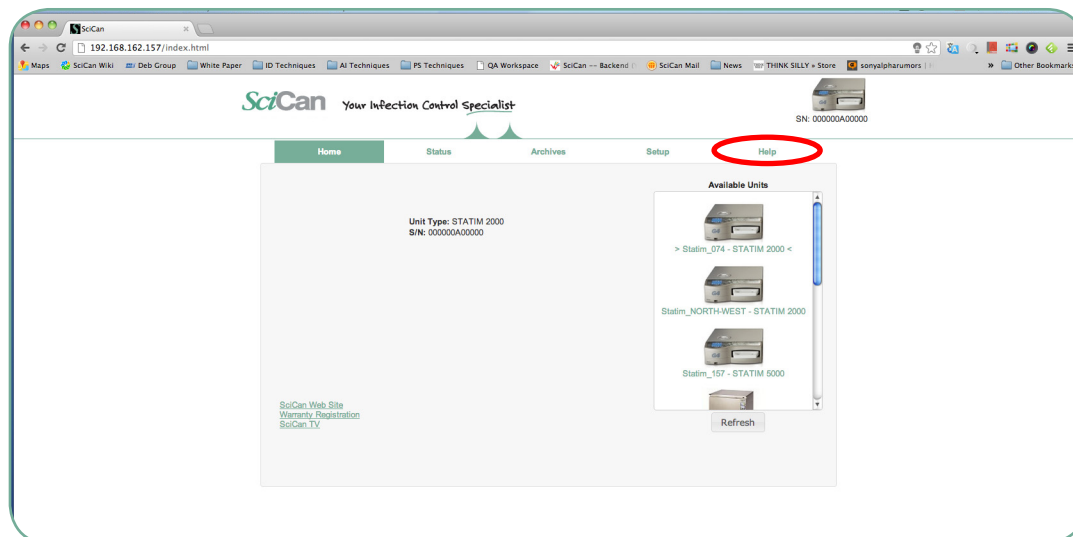 SciCan
192.168.162.157/index.html
Maps SciCan Wiki Deb Group White Paper ID Techniques AI Techniques PS Techniques QA Workspace SciCan -- Backend SciCan Mail News THINK SILLY » Store sonyalpharumors » Other Bookmarks
SciCan Your Infection Control Specialist
SN: 000000A00000
Home Status Archives Setup Help
Available Units
Unit Type: STATIM 2000
S/N: 000000A00000
> Statim_074 - STATIM 2000 <
Statim_NORTH-WEST - STATIM 2000
Statim_157 - STATIM 5000
SciCan Web Site
Warranty Registration
SciCan TV
Refresh